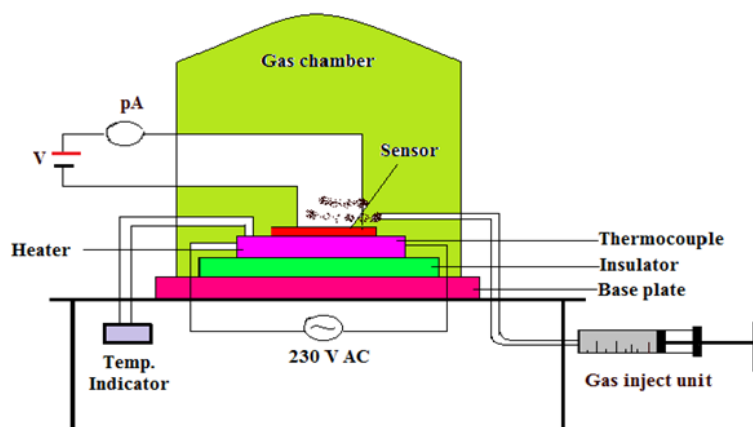 Gas chamber
pA
V
Sensor
Heater
Thermocouple
Insulator
Base plate
Temp.
Indicator
230 V AC
Gas inject unit